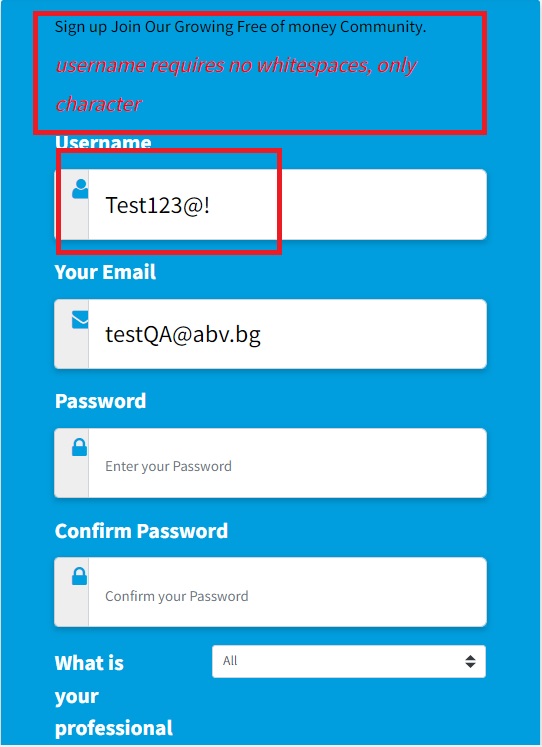 Sign up Join Our Growing Free of money Community.
username requires no whitespaces, only
character
Username
Test123@!
Your Email
testQA@abv.bg
Password
Enter your Password
Confirm Password
Confirm your Password
What is
All
your
professional